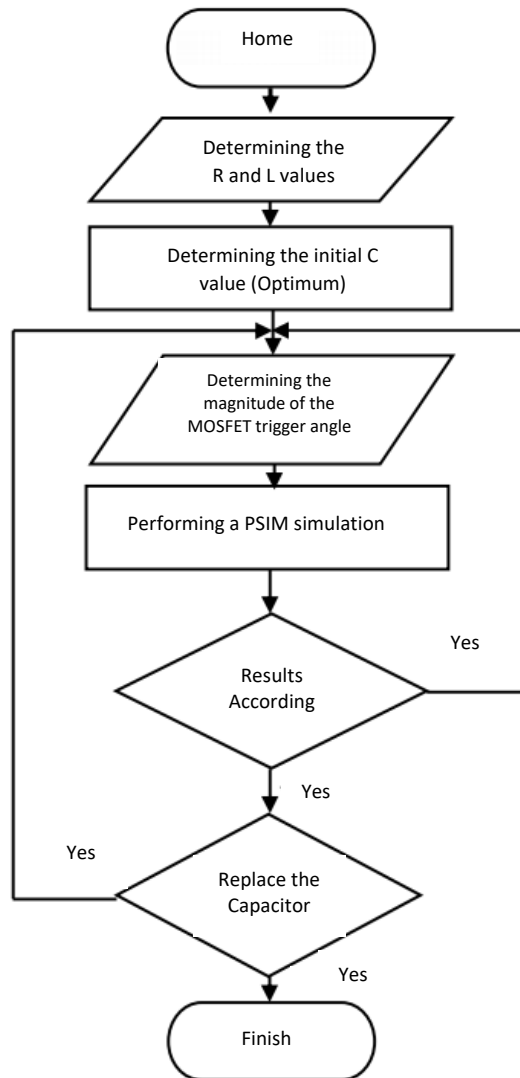 Home
Determining the
R and L values
Determining the initial C
value (Optimum)
Determining the
magnitude of the
MOSFET trigger angle
Performing a PSIM simulation
Results
According
Yes
Yes
Yes
Replace the
Capacitor
Yes
Finish